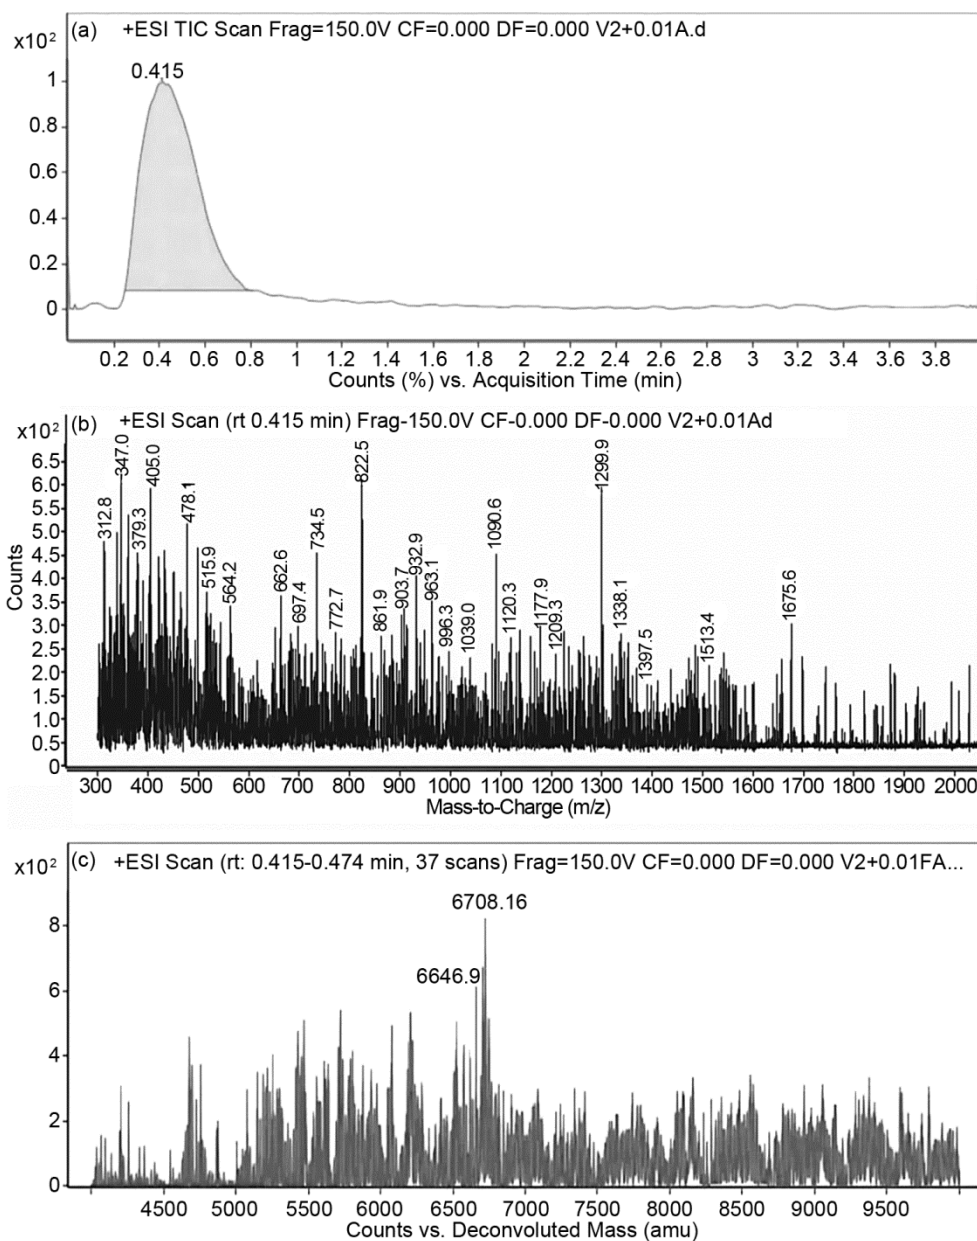 (a) +ESI TIC Scan Frag=150.0V CF=0.000 DF=0.000 V2+0.01A.d
x10²
0.415
1
0.8
0.6
0.4
0.2
0
0.2 0.4 0.6 0.8 1 1.2 1.4 1.6 1.8 2 2.2 2.4 2.6 2.8 3 3.2 3.4 3.6 3.8
Counts (%) vs. Acquisition Time (min)
(b) +ESI Scan (rt 0.415 min) Frag-150.0V CF-0.000 DF-0.000 V2+0.01Ad
x10²
6.5
6.0
5.5
5.0
4.5
4.0
3.5
3.0
2.5
2.0
1.5
1.0
0.5
0
Counts
312.8 347.0 379.3 405.0 478.1 515.9 564.2 662.6 697.4 734.5 772.7 822.5 861.9 903.7 932.9 963.1 996.3 1039.0 1090.6 1120.3 1177.9 1209.3 1299.9 1338.1 1397.5 1513.4 1675.6
300 400 500 600 700 800 900 1000 1100 1200 1300 1400 1500 1600 1700 1800 1900 2000
Mass-to-Charge (m/z)
(c) +ESI Scan (rt: 0.415-0.474 min, 37 scans) Frag=150.0V CF=0.000 DF=0.000 V2+0.01FA...
x10²
6708.16
6646.9
8
6
4
2
0
4500 5000 5500 6000 6500 7000 7500 8000 8500 9000 9500
Counts vs. Deconvoluted Mass (amu)